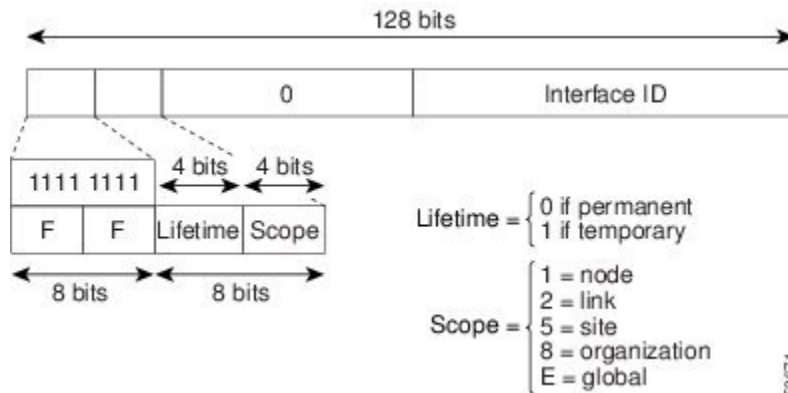 128 bits
0 Interface ID
4 bits 4 bits
1111 1111
F F Lifetime Scope
8 bits 8 bits
Lifetime = 0 if permanent
1 if temporary
Scope = 1 = node
2 = link
5 = site
8 = organization
E = global